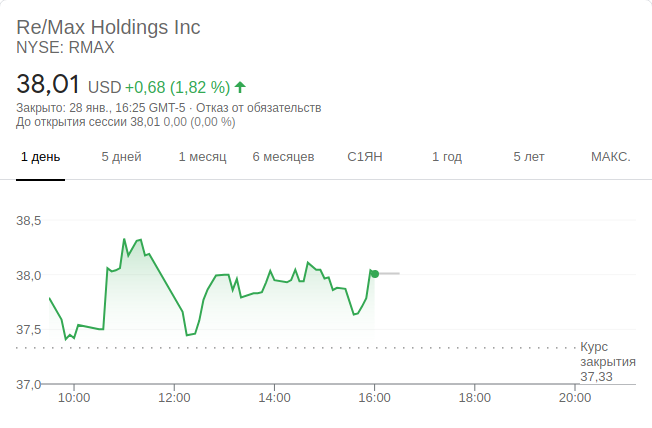 Re/Max Holdings Inc
NYSE: RMAX
38,01 USD +0,68 (1,82 %)
Закрыто: 28 янв., 16:25 GMT-5 · Отказ от обязательств
До открытия сессии 38,01 0,00 (0,00 %)
1 день 5 дней 1 месяц 6 месяцев С1ЯН 1 год 5 лет МАКС.
38,5
38,0
37,5
Курс
закрытия
37,33
37,0
10:00 12:00 14:00 16:00 18:00 20:00